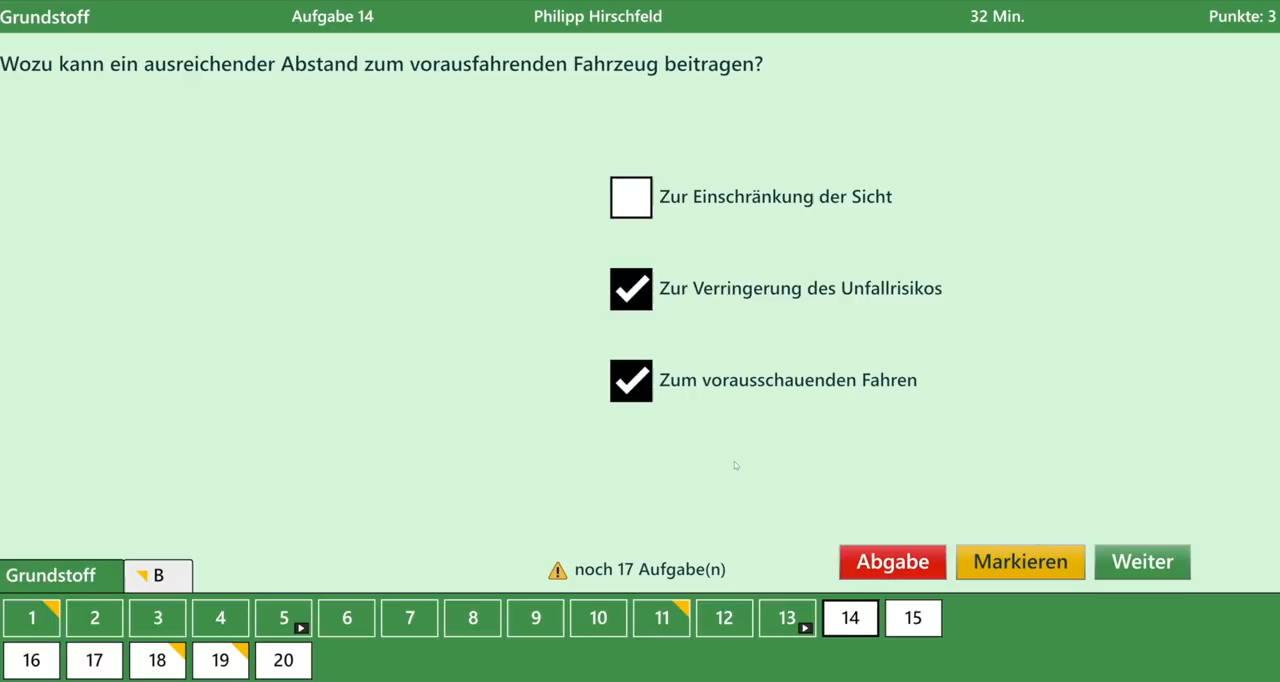 Grundstoff Aufgabe 14 Philipp Hirschfeld 32 Min. Punkte: 3
Wozu kann ein ausreichender Abstand zum vorausfahrenden Fahrzeug beitragen?
Zur Einschränkung der Sicht
Zur Verringerung des Unfallrisikos
Zum vorausschauenden Fahren
Grundstoff B noch 17 Aufgabe(n) Abgabe Markieren Weiter
1 2 3 4 5 6 7 8 9 10 11 12 13 14 15
16 17 18 19 20